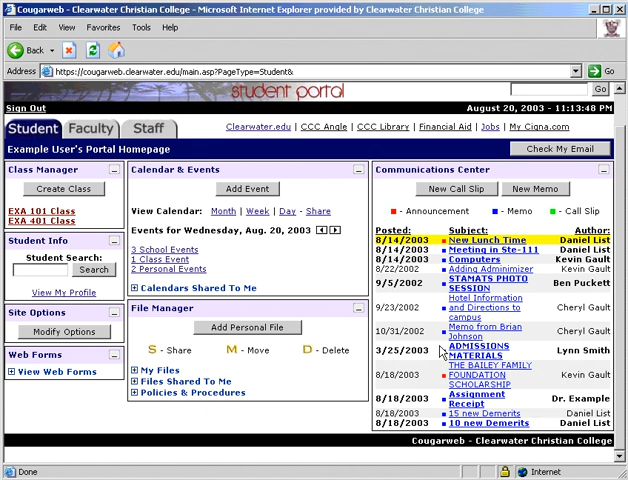 Cougarweb - Clearwater Christian College - Microsoft Internet Explorer provided by Clearwater Christian College
File Edit View Favorites Tools Help
Back
Address https://cougarweb.clearwater.edu/main.asp?PageType=Student& Go
student portal Go
Sign Out August 20, 2003 - 11:13:48 PM
Student Faculty Staff Clearwater.edu | CCC Angle | CCC Library | Financial Aid | Jobs | My Cigna.com
Example User's Portal Homepage Check My Email
Class Manager
Create Class
EXA 101 Class
EXA 401 Class
Student Info
Student Search:
Search
View My Profile
Site Options
Modify Options
Web Forms
View Web Forms
Calendar & Events
Add Event
View Calendar: Month | Week | Day - Share
Events for Wednesday, Aug. 20, 2003
3 School Events
1 Class Event
2 Personal Events
Calendars Shared To Me
File Manager
Add Personal File
S - Share M - Move D - Delete
My Files
Files Shared To Me
Policies & Procedures
Communications Center
New Call Slip New Memo
- Announcement - Memo - Call Slip
Posted: Subject: Author:
8/14/2003 New Lunch Time Daniel List
8/14/2003 Meeting in Ste-111 Daniel List
8/14/2003 Computers Kevin Gault
8/22/2002 Adding Adminimizer Kevin Gault
9/5/2002 STAMATS PHOTO SESSION Ben Puckett
9/23/2002 Hotel Information and Directions to campus Cheryl Gault
10/31/2002 Memo from Brian Johnson Cheryl Gault
3/25/2003 ADMISSIONS MATERIALS Lynn Smith
8/18/2003 THE BAILEY FAMILY FOUNDATION SCHOLARSHIP Kevin Gault
8/18/2003 Assignment Receipt Dr. Example
8/18/2003 15 new Demerits Daniel List
8/18/2003 10 new Demerits Daniel List
Cougarweb - Clearwater Christian College
Done Internet